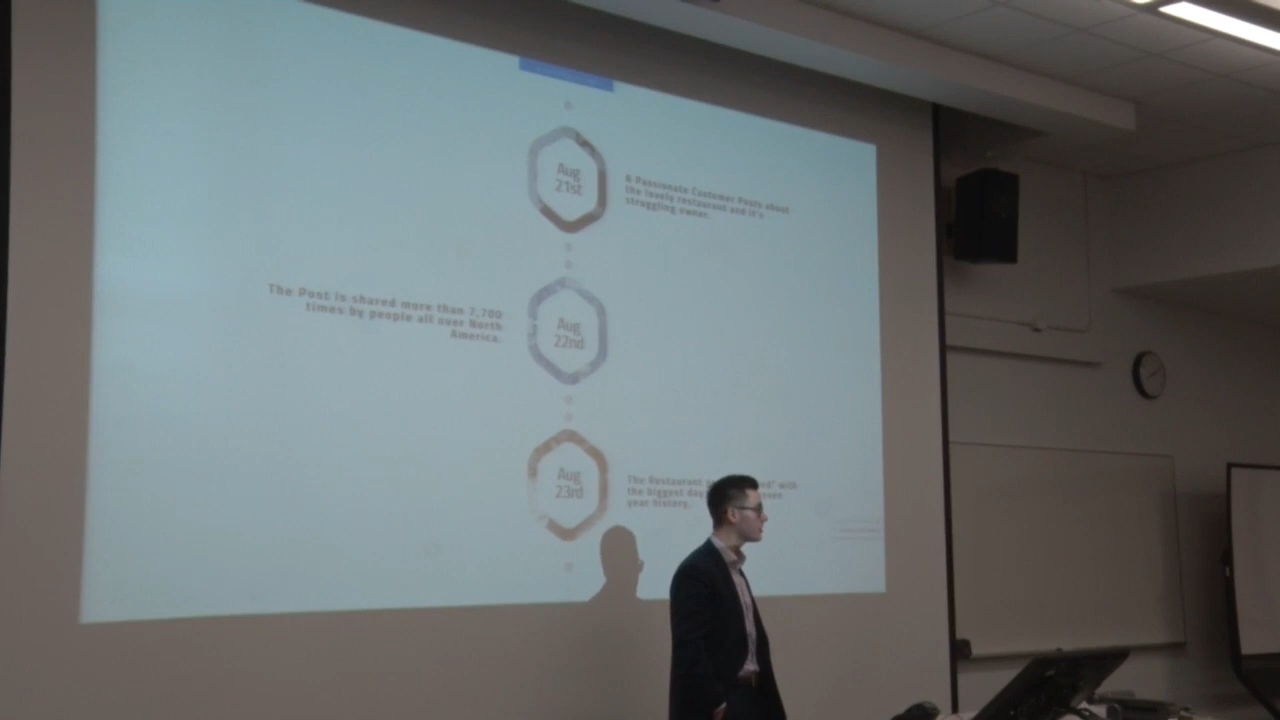 Aug
21st
A Passionate Customer Posts about
the lovely restaurant and it's
struggling owner.
The Post is shared more than 7,700
times by people all over North
America.
Aug
22nd
Aug
23rd
The Restaurant with
the biggest day
year history.